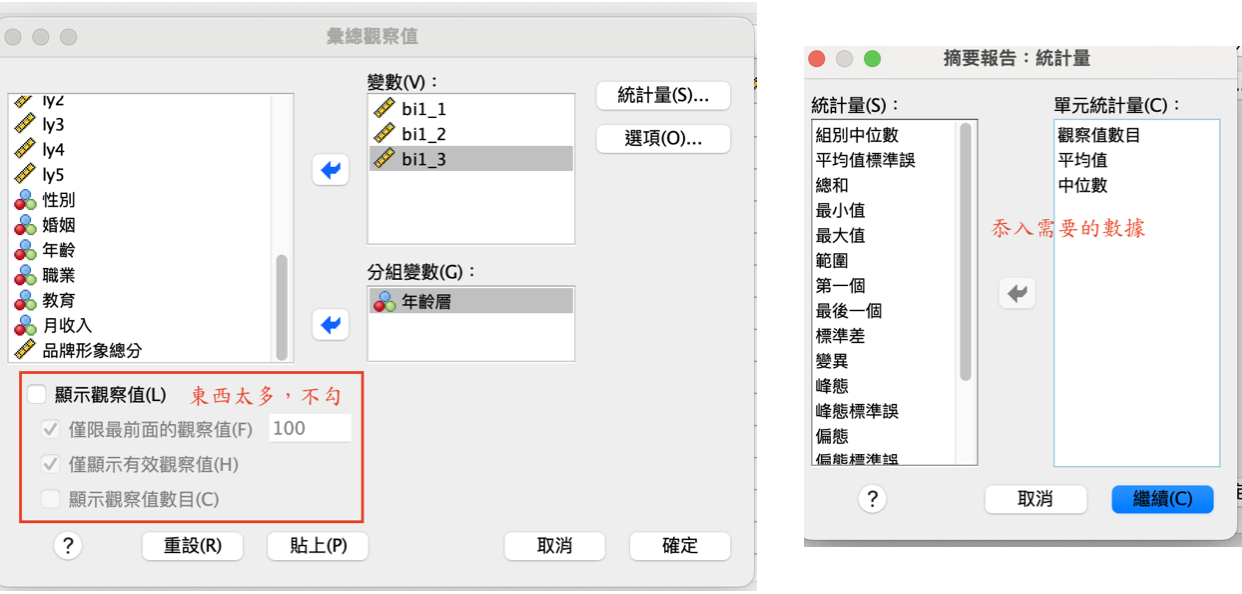 彙總觀察值
ly2
ly3
ly4
ly5
性別
婚姻
年齡
職業
教育
月收入
品牌形象總分
變數(V)：
bi1_1
bi1_2
bi1_3
統計量(S)...
選項(O)...
分組變數(G)：
年齡層
顯示觀察值(L) 東西太多，不勾
僅限最前面的觀察值(F) 100
僅顯示有效觀察值(H)
顯示觀察值數目(C)
?
重設(R)
貼上(P)
取消
確定
摘要報告：統計量
統計量(S)：
組別中位數
平均值標準誤
總和
最小值
最大值
範圍
第一個
最後一個
標準差
變異
峰態
峰態標準誤
偏態
偏態標準誤
單元統計量(C)：
觀察值數目
平均值
中位數
忝入需要的數據
?
取消
繼續(C)